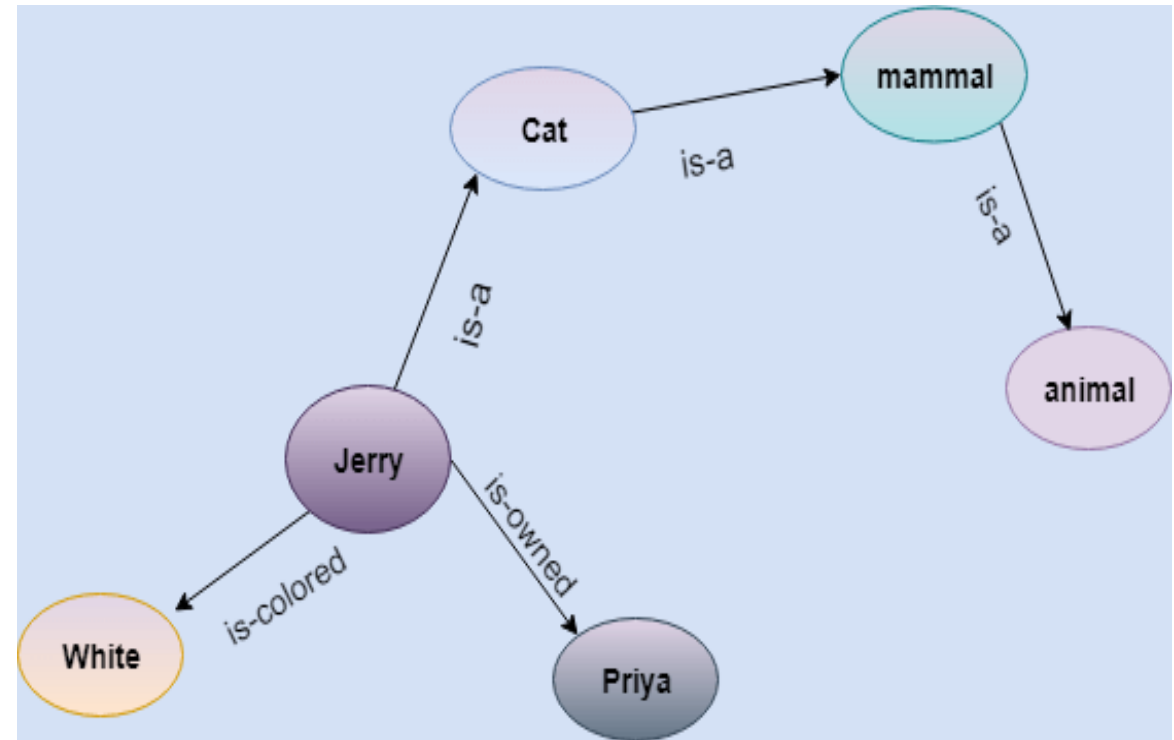 mammal
Cat
is-a
is-a
is-a
animal
Jerry
is-owned
is-colored
White
Priya